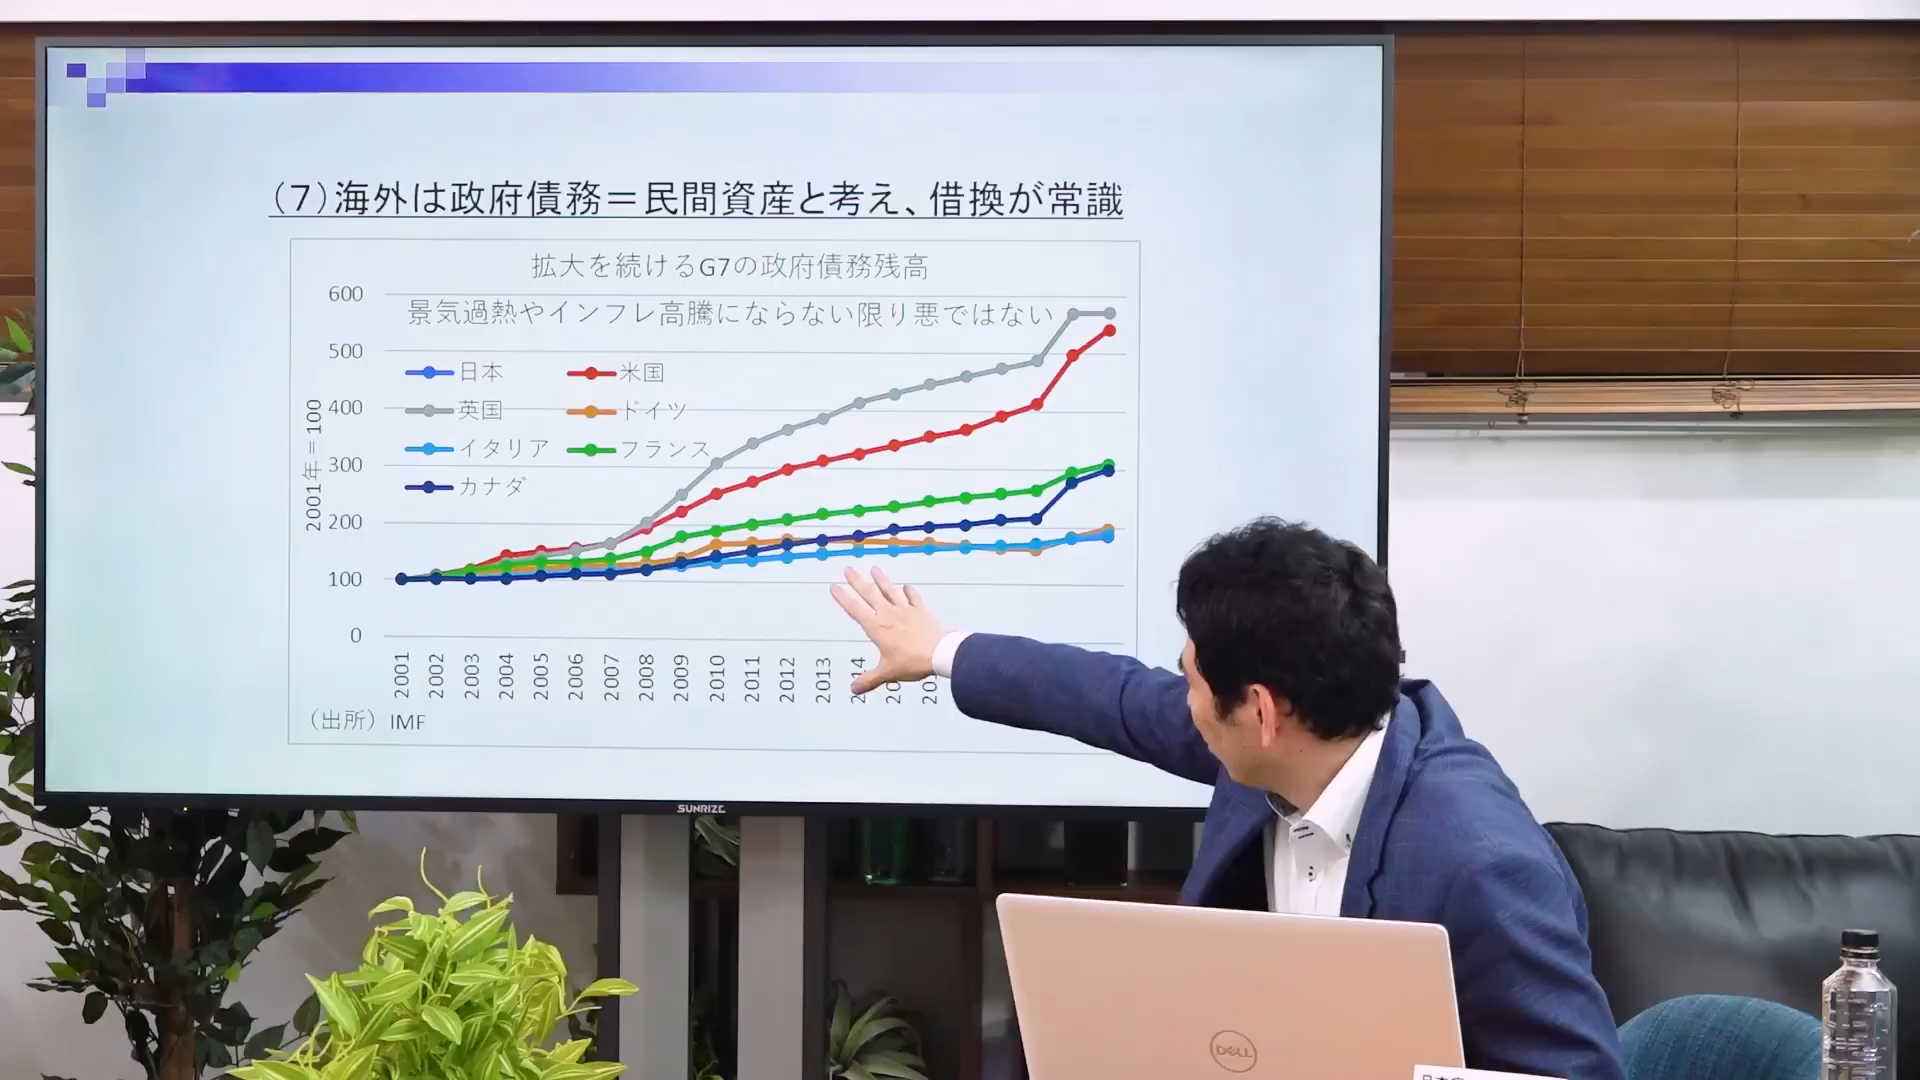 (7)海外は政府債務＝民間資産と考え、借換が常識
拡大を続けるG7の政府債務残高
景気過熱やインフレ高騰にならない限り悪ではない
600
500
400
300
200
100
0
2001年＝100
日本
米国
英国
ドイツ
イタリア
フランス
カナダ
2001
2002
2003
2004
2005
2006
2007
2008
2009
2010
2011
2012
2013
（出所）IMF
SUNRIZE
DELL